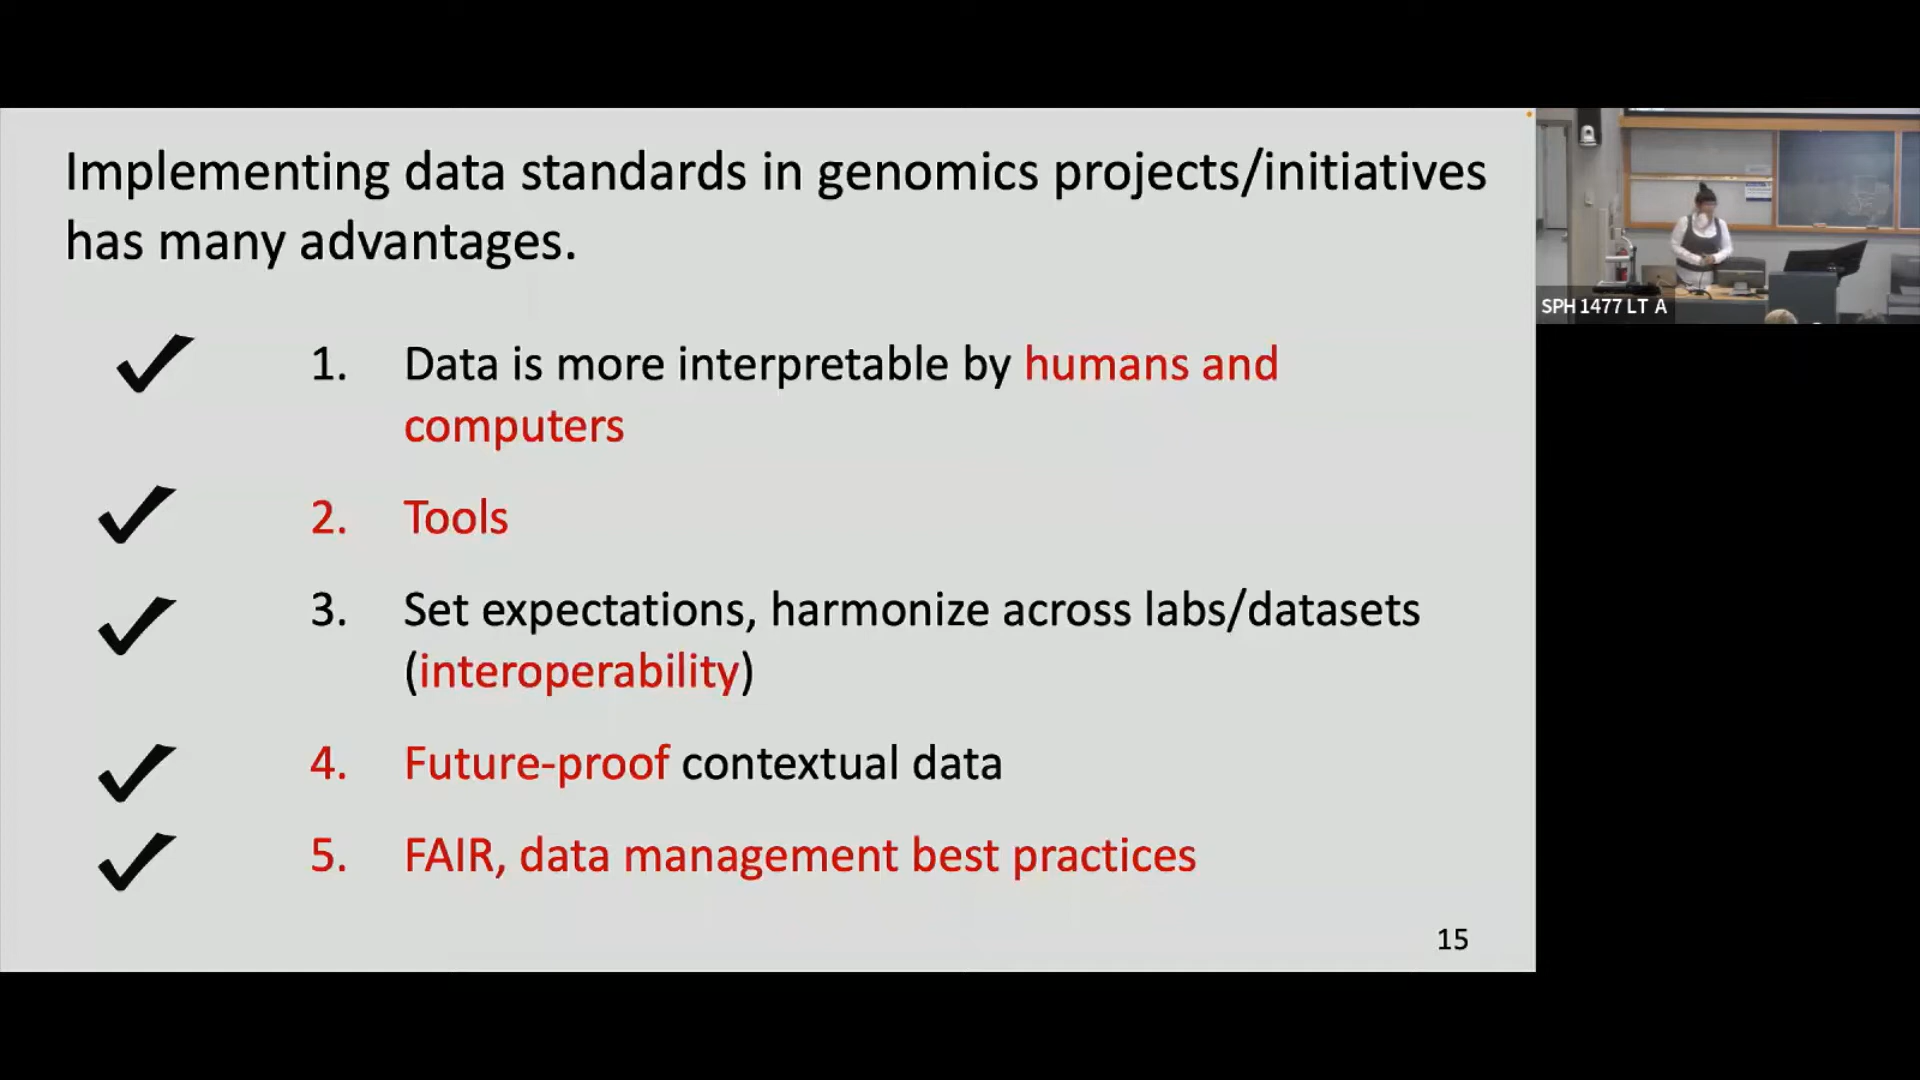 Implementing data standards in genomics projects/initiatives
has many advantages.
1. Data is more interpretable by humans and
computers
2. Tools
3. Set expectations, harmonize across labs/datasets
(interoperability)
4. Future-proof contextual data
5. FAIR, data management best practices
15
SPH 1477 LT A